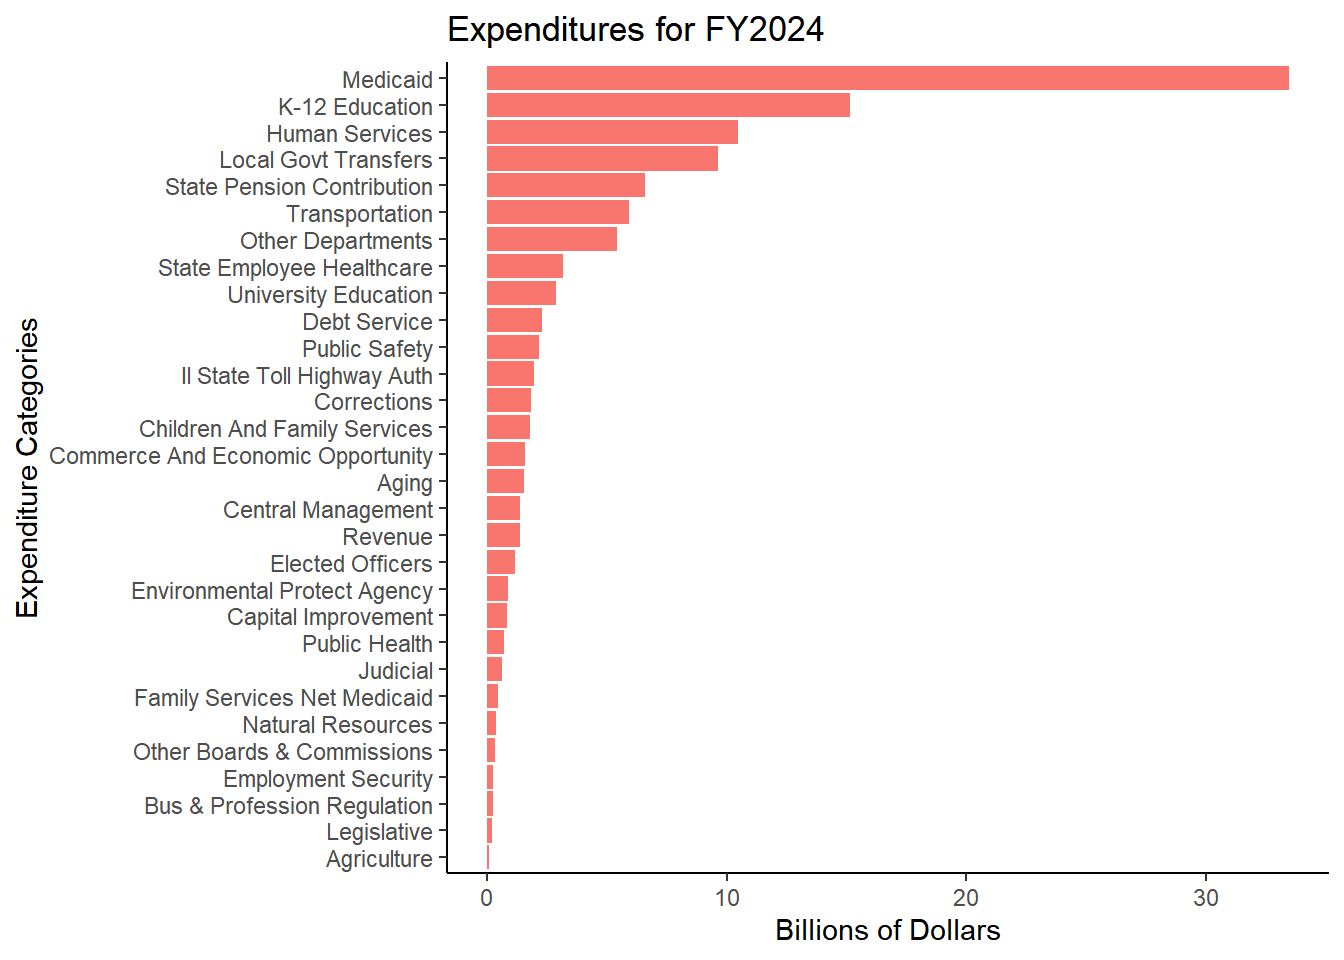 Expenditures for FY2024
Expenditure Categories
Medicaid
K-12 Education
Human Services
Local Govt Transfers
State Pension Contribution
Transportation
Other Departments
State Employee Healthcare
University Education
Debt Service
Public Safety
Il State Toll Highway Auth
Corrections
Children And Family Services
Commerce And Economic Opportunity
Aging
Central Management
Revenue
Elected Officers
Environmental Protect Agency
Capital Improvement
Public Health
Judicial
Family Services Net Medicaid
Natural Resources
Other Boards & Commissions
Employment Security
Bus & Profession Regulation
Legislative
Agriculture
0 10 20 30
Billions of Dollars